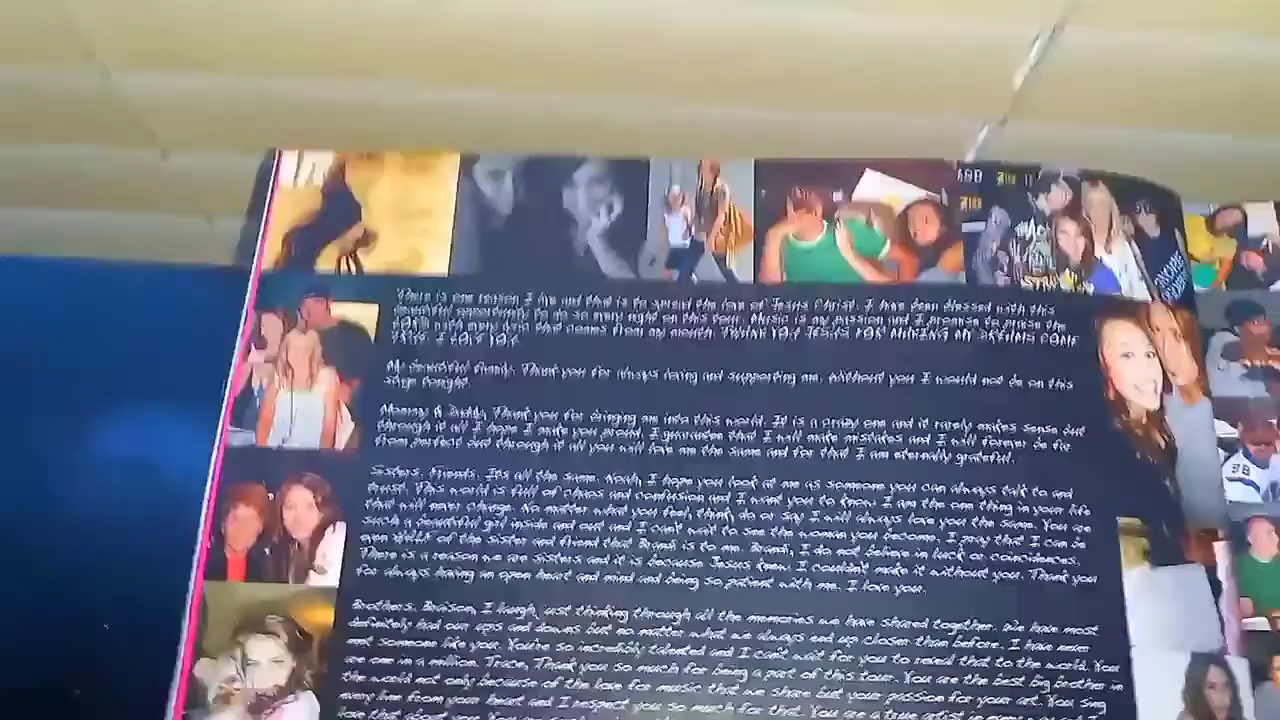 There is one reason I live and that is to spread the love of Jesus Christ. I have been blessed with this
beautiful opportunity to do so every night on this tour. Music is my passion and I promise to praise the
LORD with every that comes from my mouth. THANK YOU JESUS FOR MAKING MY DREAMS COME
TRUE. I LOVE YOU
My beautiful family. Thank you for always loving and supporting me. Without you I would not be on this
stage tonight.
Mommy & Daddy, Thank you for bringing me into this world. It is a crazy one and it rarely makes sense but
through it all I hope I make you proud. I guarantee that I will make mistakes and I will forever be far
from perfect but through it all you will love me the same and for that I am eternally grateful.
Sisters. Friends. Its all the same. Noah, I hope you look at me as someone you can always talk to and
trust. This world is full of chaos and confusion and I want you to know I am the one thing in your life
that will never change. No matter what you feel, think, do or say I will always love you the same. You are
such a beautiful girl inside and out and I can't wait to see the woman you become. I pray that I can be
even of the sister and friend that Brandi is to me. Brandi, I do not believe in luck or coincidences.
There is a reason we are sisters and it is because Jesus knew I couldn't make it without you. Thank you
for always having an open heart and mind and being so patient with me. I love you.
Brothers. Braison, I laugh, just thinking through all the memories we have shared together. We have most
definitely had our ups and downs but no matter what we always end up closer than before. I have never
met someone like you. You're so incredibly talented and I can't wait for you to reveal that to the world. You
are one in a million. Trace, Thank you so much for being a part of this tour. You are the best big brother in
the world not only because of the love for music that we share but your passion for your art. You sing
every line from your heart and I respect you so much for that. You are a true artist in every
love that about you. You are